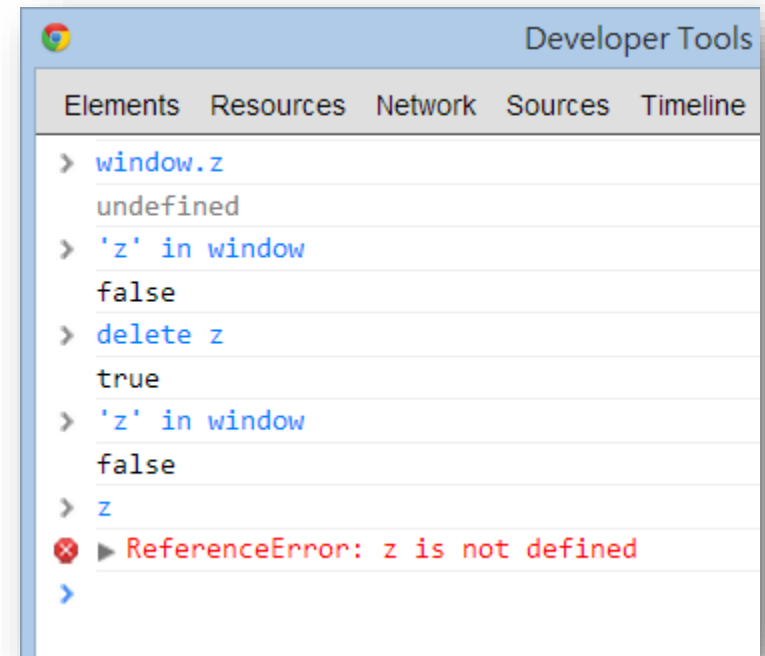 Developer Tools
Elements Resources Network Sources Timeline
> window.z
undefined
> 'z' in window
false
> delete z
true
> 'z' in window
false
> z
ReferenceError: z is not defined
>